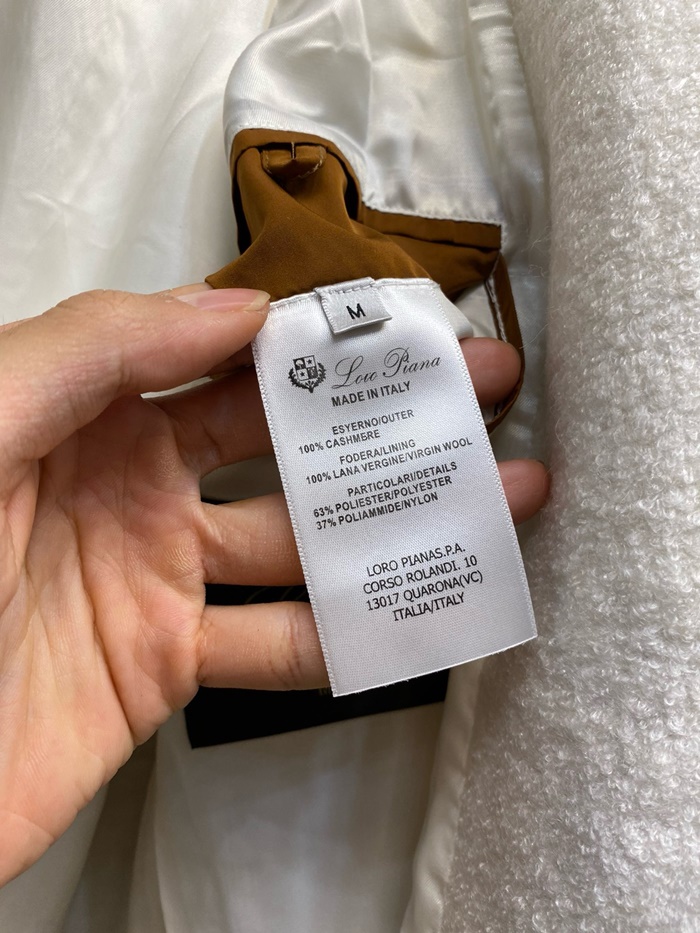 M
Loro Piana
MADE IN ITALY
ESYERNO/OUTER
100% CASHMERE
FODERA/LINING
100% LANA VERGINE/VIRGIN WOOL
PARTICOLARI/DETAILS
63% POLIESTER/POLYESTER
37% POLIAMMIDE/NYLON
LORO PIANAS.P.A.
CORSO ROLANDI. 10
13017 QUARONA(VC)
ITALIA/ITALY